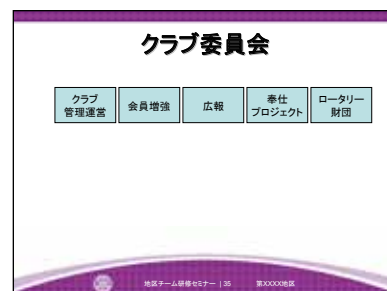 クラブ委員会
クラブ
管理運営
会員増強
広報
奉仕
プロジェクト
ロータリー
財団
地区チーム研修セミナー | 35 第XXXX地区